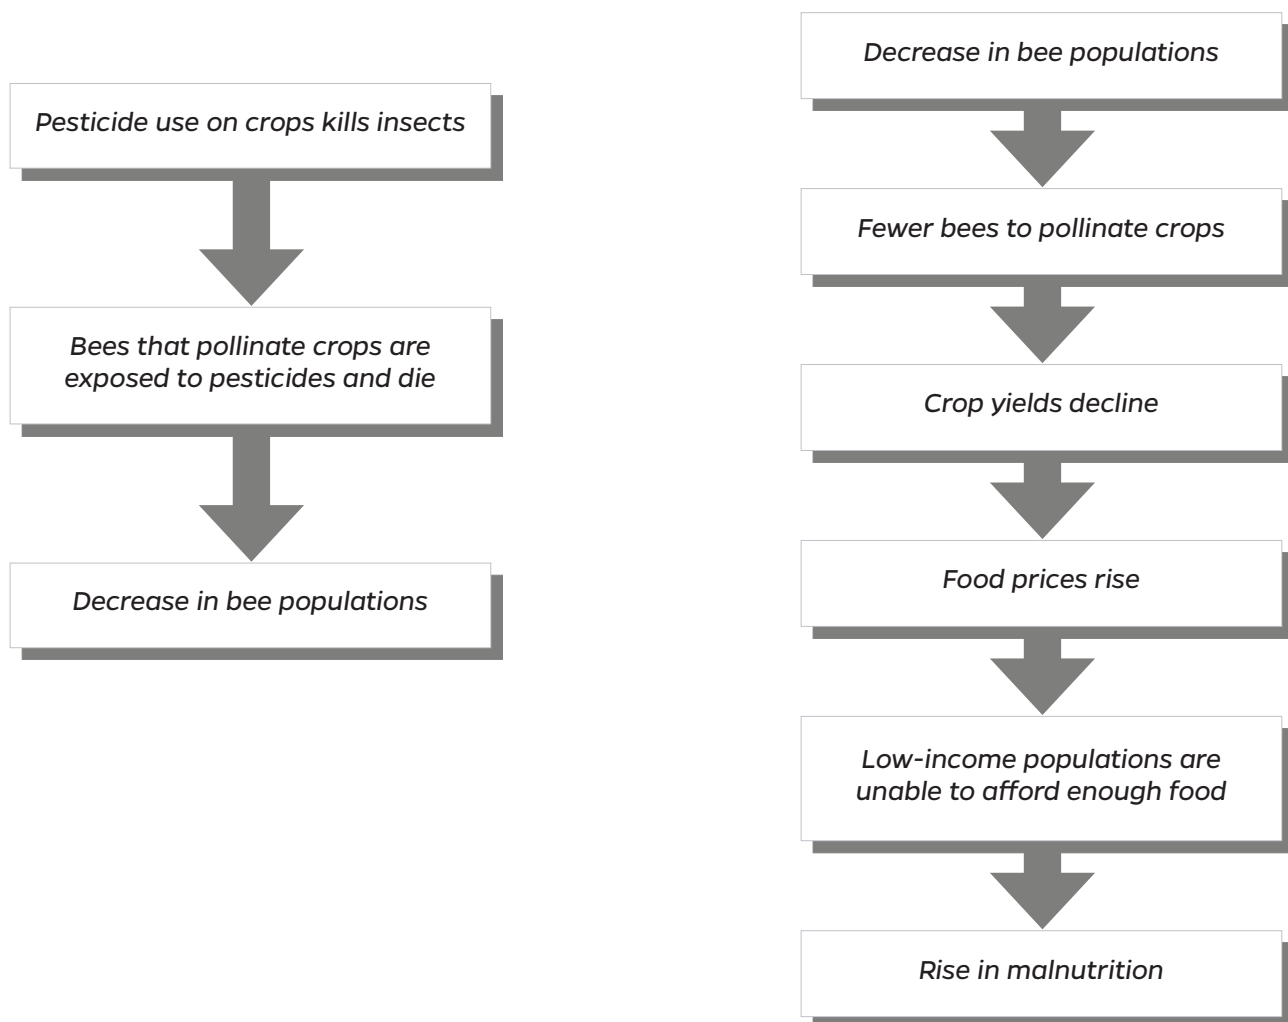 Pesticide use on crops kills insects
Bees that pollinate crops are
exposed to pesticides and die
Decrease in bee populations
Decrease in bee populations
Fewer bees to pollinate crops
Crop yields decline
Food prices rise
Low-income populations are
unable to afford enough food
Rise in malnutrition